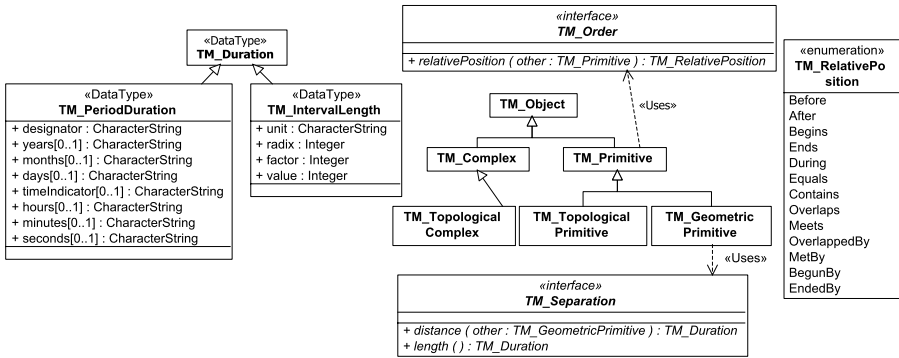 «DataType»
TM_Duration
«DataType»
TM_PeriodDuration
+ designator : CharacterString
+ years[0..1] : CharacterString
+ months[0..1] : CharacterString
+ days[0..1] : CharacterString
+ timeIndicator[0..1] : CharacterString
+ hours[0..1] : CharacterString
+ minutes[0..1] : CharacterString
+ seconds[0..1] : CharacterString
«DataType»
TM_IntervalLength
+ unit : CharacterString
+ radix : Integer
+ factor : Integer
+ value : Integer
«interface»
TM_Order
+ relativePosition ( other : TM_Primitive ) : TM_RelativePosition
«Uses»
TM_Object
TM_Complex
TM_Primitive
TM_Topological
Complex
TM_Topological
Primitive
TM_Geometric
Primitive
«Uses»
«interface»
TM_Separation
+ distance ( other : TM_GeometricPrimitive ) : TM_Duration
+ length ( ) : TM_Duration
«enumeration»
TM_RelativePo
sition
Before
After
Begins
Ends
During
Equals
Contains
Overlaps
Meets
OverlappedBy
MetBy
BegunBy
EndedBy